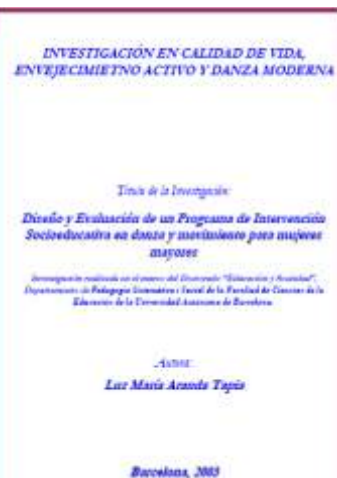 INVESTIGACIÓN EN CALIDAD DE VIDA,
ENVEJECIMIETNO ACTIVO Y DANZA MODERNA
Título de la Investigación:
Diseño y Evaluación de un Programa de Intervención
Socioeducativa en danza y movimiento para mujeres
mayores
Investigación realizada en el marco del Doctorado "Educación y Sociedad",
Departamento de Pedagogía Sistemática i Social de la Facultad de Ciencias de la
Educación de la Universidad Autónoma de Barcelona
Autora:
Luz María Aranda Tapia
Barcelona, 2003